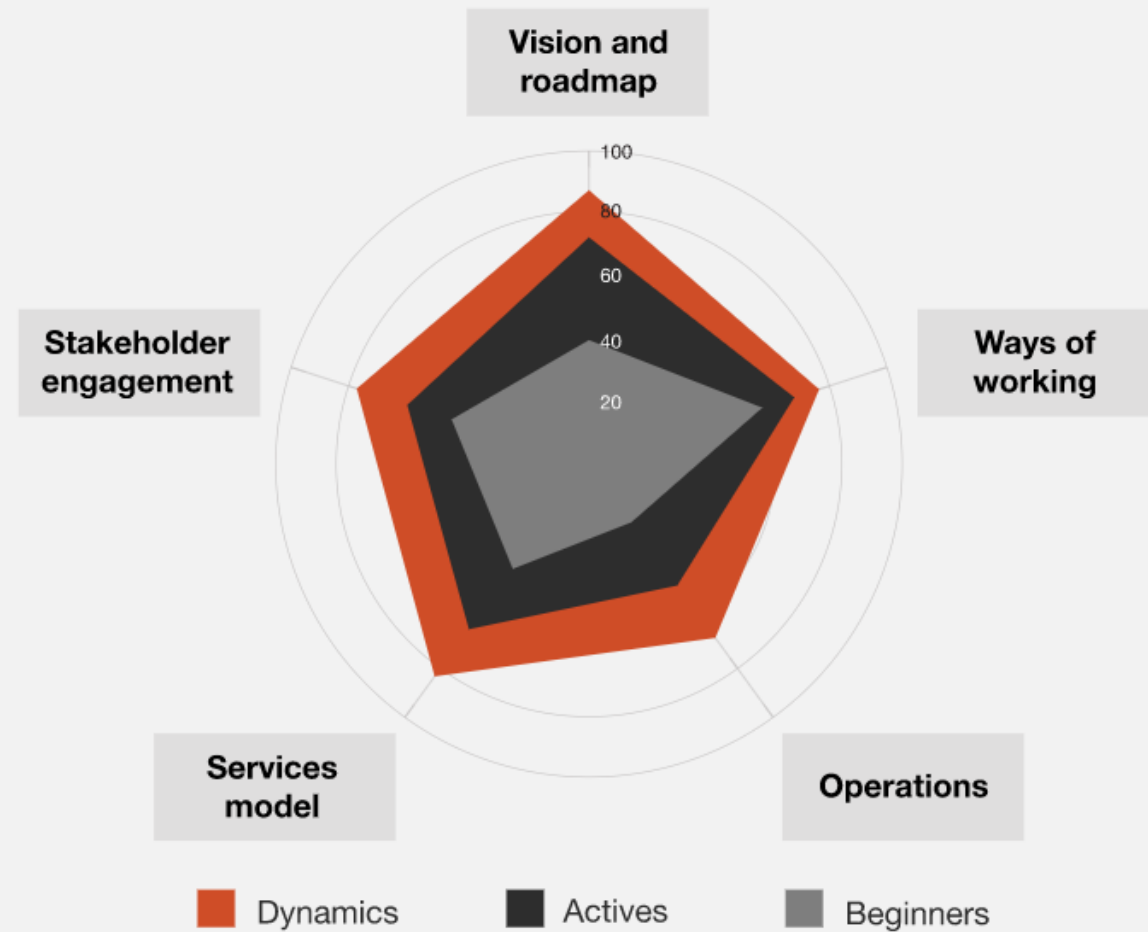 Vision and
roadmap
100
80
60
40
20
Stakeholder
engagement
Ways of
working
Services
model
Operations
Dynamics
Actives
Beginners